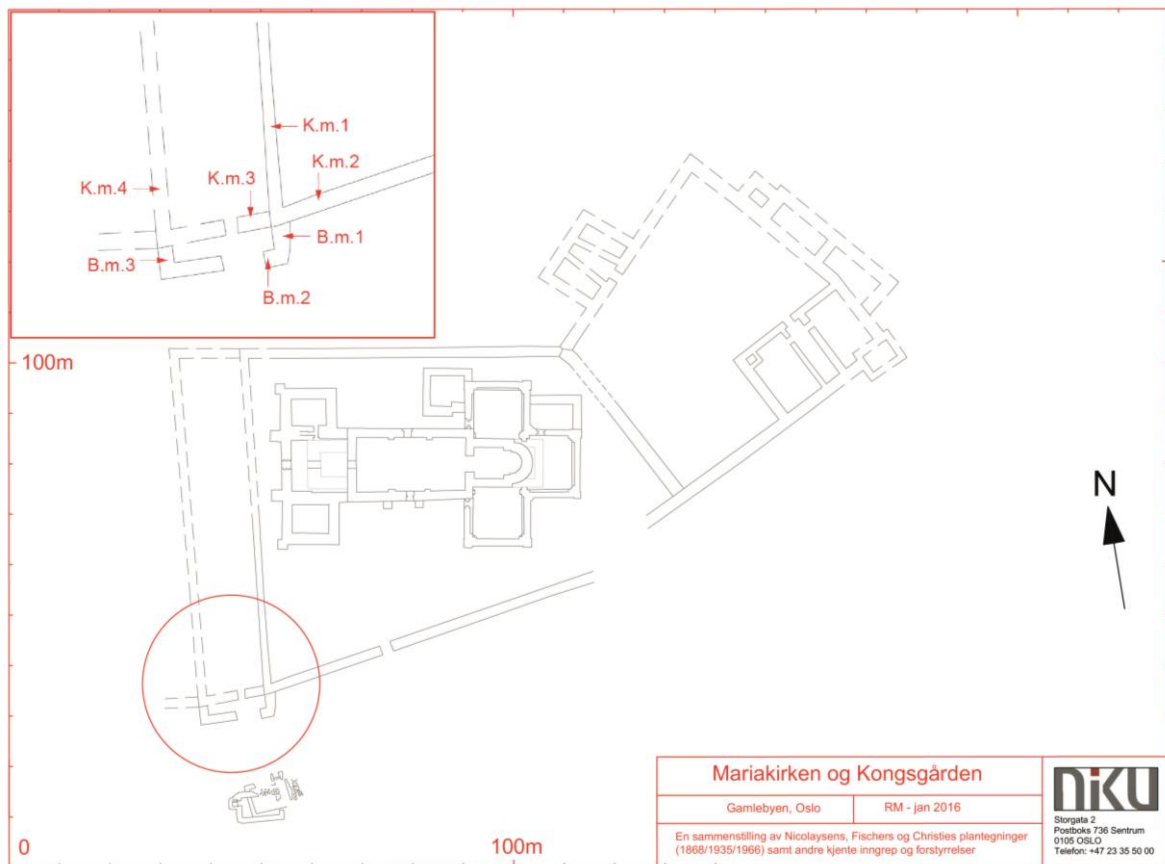 K.m.1
K.m.2
K.m.3
K.m.4
B.m.1
B.m.3
B.m.2
100m
N
0
100m
Mariakirken og Kongsgården
Gamlebyen, Oslo
RM - jan 2016
En sammenstilling av Nicolaysens, Fischers og Christies plantegninger
(1868/1935/1966) samt andre kjente inngrep og forstyrrelser
NIKU
Storgata 2
Postboks 736 Sentrum
0105 OSLO
Telefon: +47 23 35 50 00